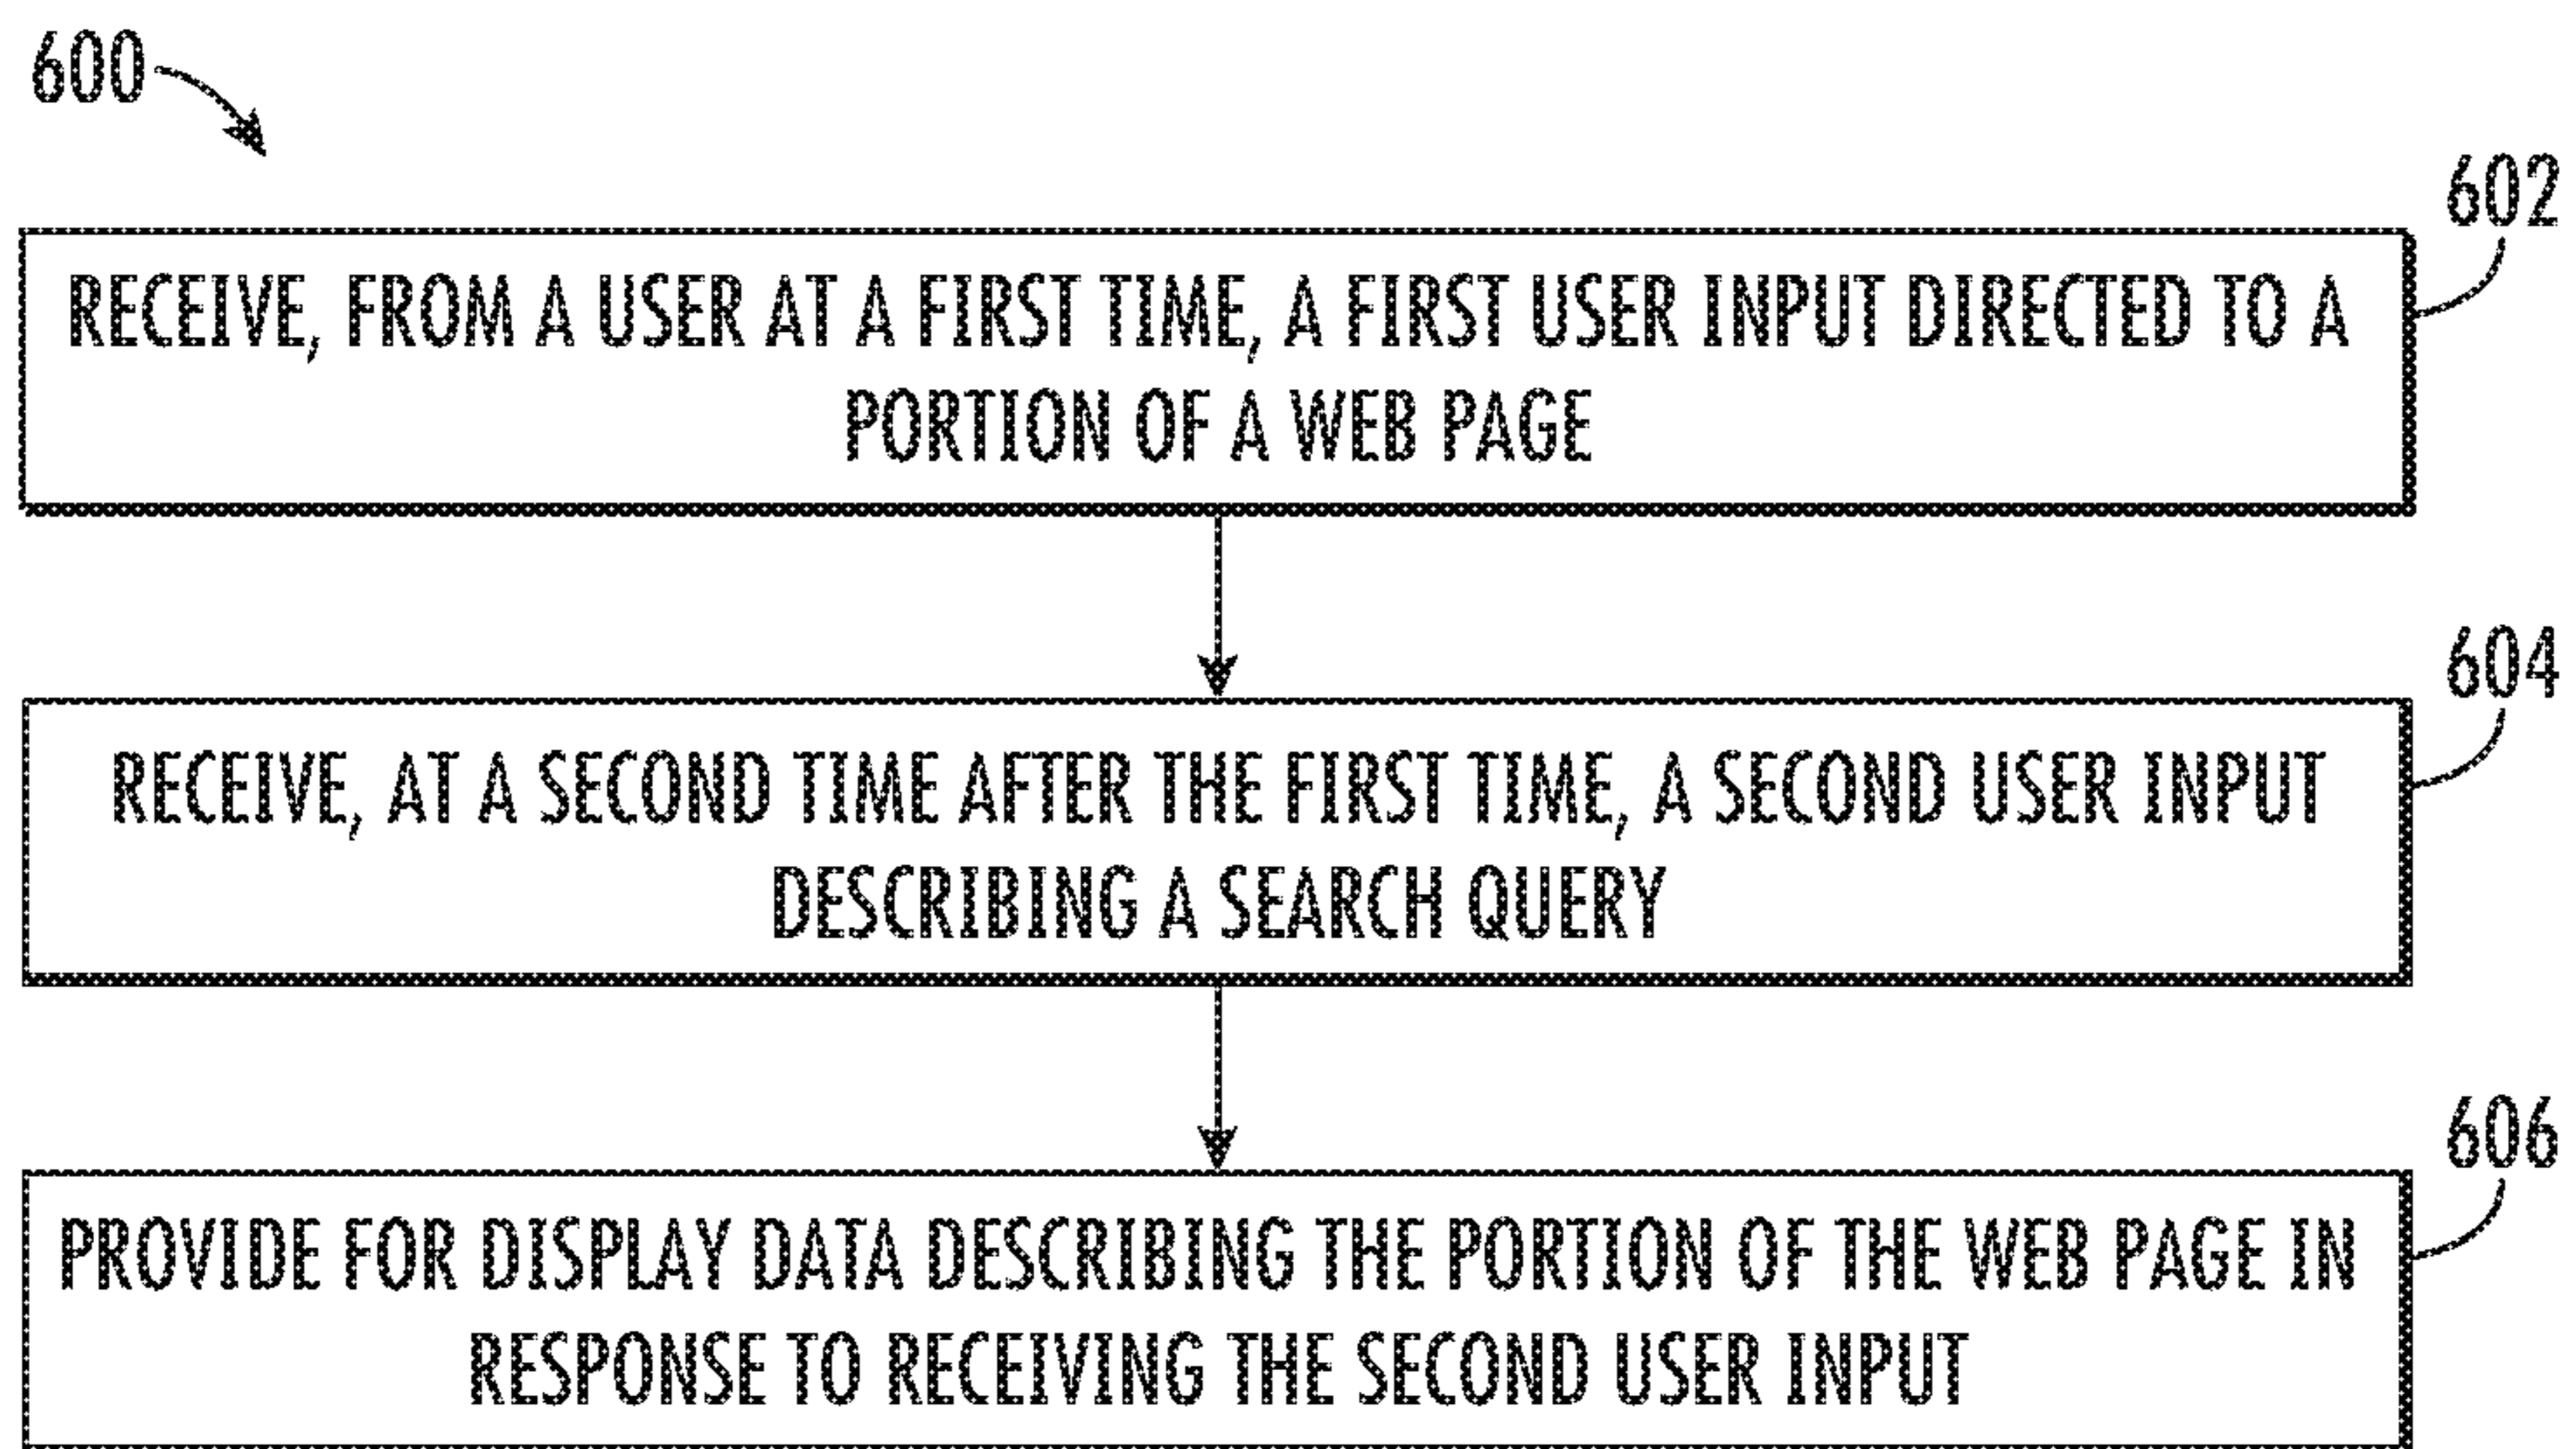 600
602
RECEIVE, FROM A USER AT A FIRST TIME, A FIRST USER INPUT DIRECTED TO A
PORTION OF A WEB PAGE
604
RECEIVE, AT A SECOND TIME AFTER THE FIRST TIME, A SECOND USER INPUT
DESCRIBING A SEARCH QUERY
606
PROVIDE FOR DISPLAY DATA DESCRIBING THE PORTION OF THE WEB PAGE IN
RESPONSE TO RECEIVING THE SECOND USER INPUT